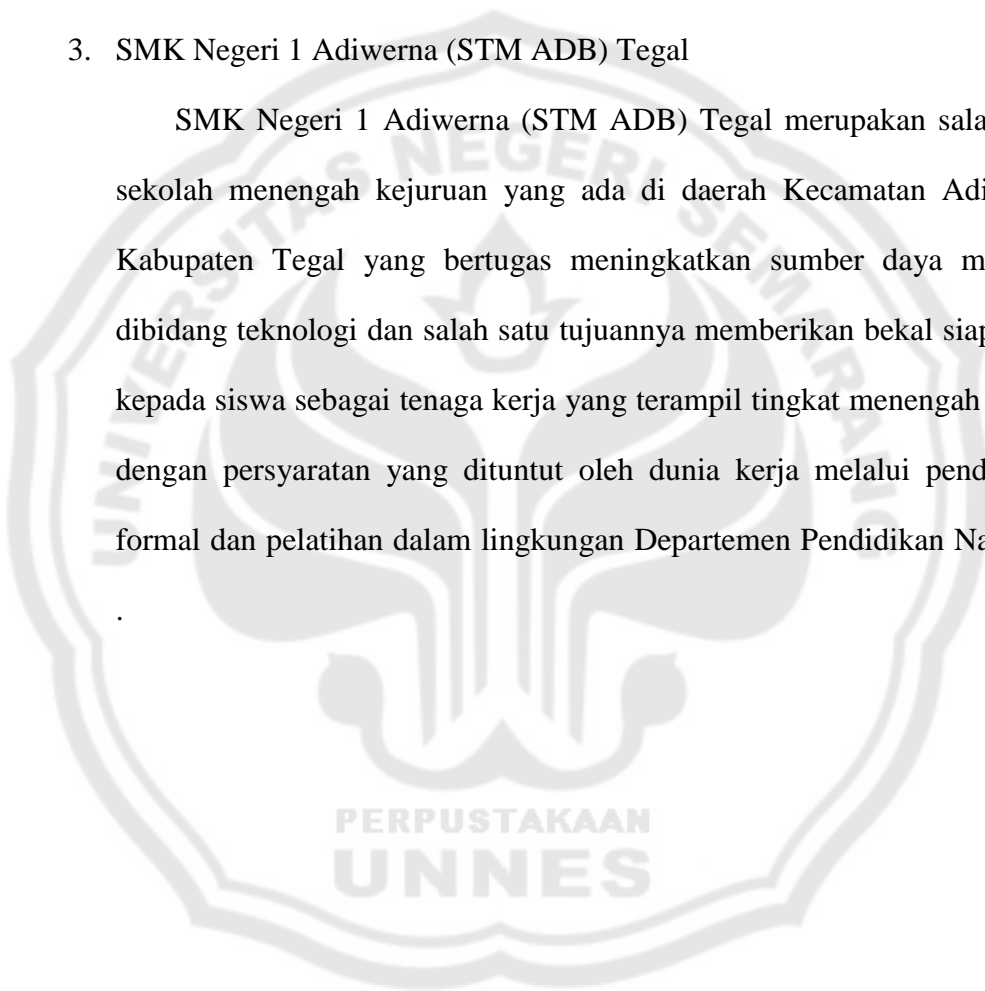 3. SMK Negeri 1 Adiwerna (STM ADB) Tegal
SMK Negeri 1 Adiwerna (STM ADB) Tegal merupakan sala
sekolah menengah kejuruan yang ada di daerah Kecamatan Adi
Kabupaten Tegal yang bertugas meningkatkan sumber daya m
dibidang teknologi dan salah satu tujuannya memberikan bekal siap
kepada siswa sebagai tenaga kerja yang terampil tingkat menengah
dengan persyaratan yang dituntut oleh dunia kerja melalui pend
formal dan pelatihan dalam lingkungan Departemen Pendidikan Na
.
UNIVERSITAS NEGERI SEMARANG
PERPUSTAKAAN
UNNES